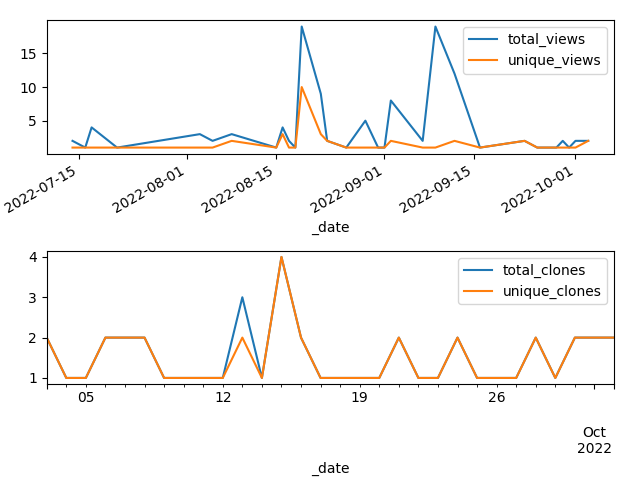 total_views
unique_views
15
10
5
2022-07-15 2022-08-01 2022-08-15 2022-09-01 2022-09-15 2022-10-01
_date
total_clones
unique_clones
4
3
2
1
05 12 19 26
Oct
2022
_date